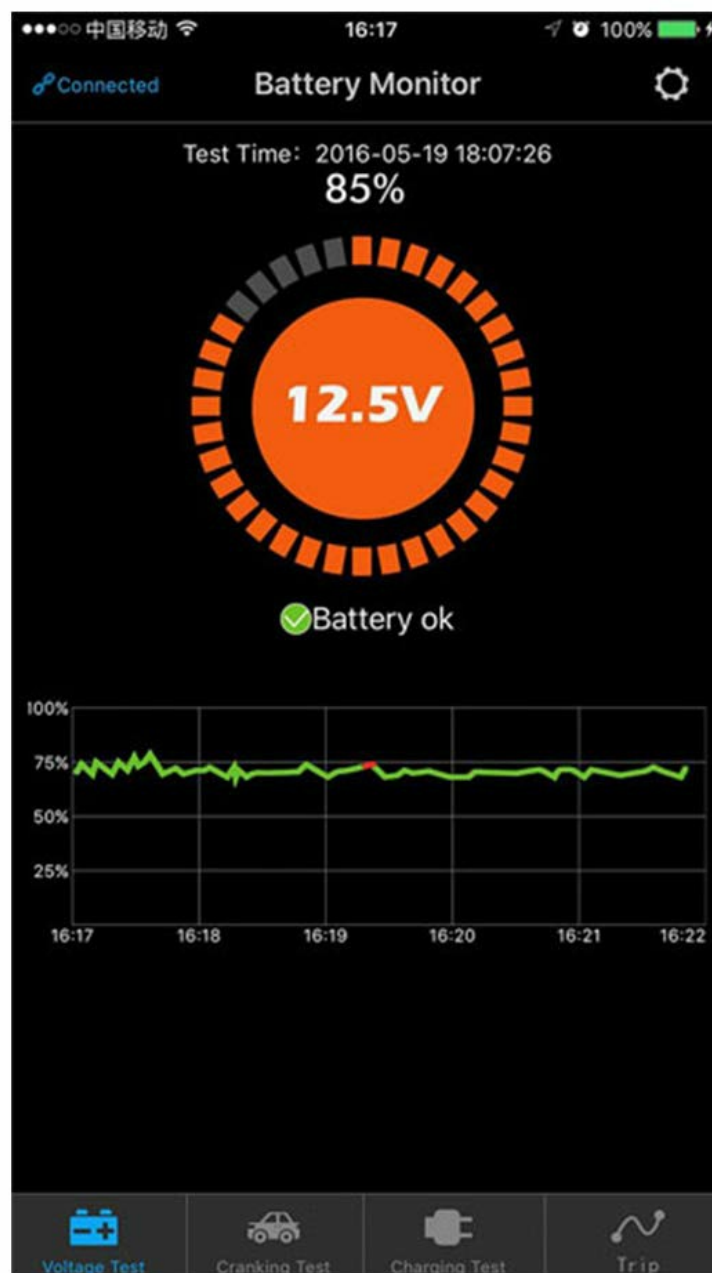 中国移动 16:17 100%
Connected Battery Monitor
Test Time: 2016-05-19 18:07:26
85%
12.5V
Battery ok
100%
75%
50%
25%
16:17 16:18 16:19 16:20 16:21 16:22
Voltage Test Cranking Test Charging Test Trip